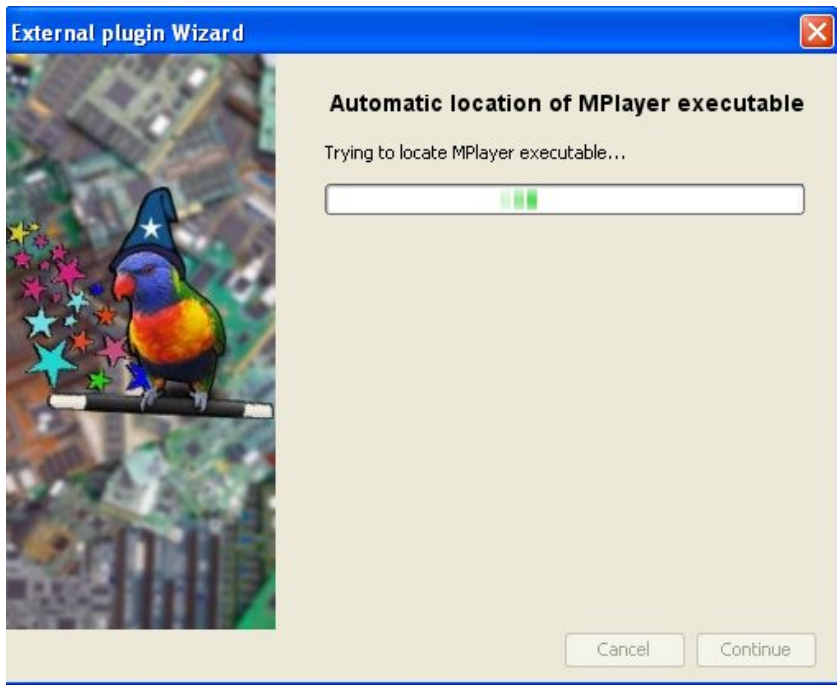 External plugin Wizard
Automatic location of MPlayer executable
Trying to locate MPlayer executable...
Cancel
Continue